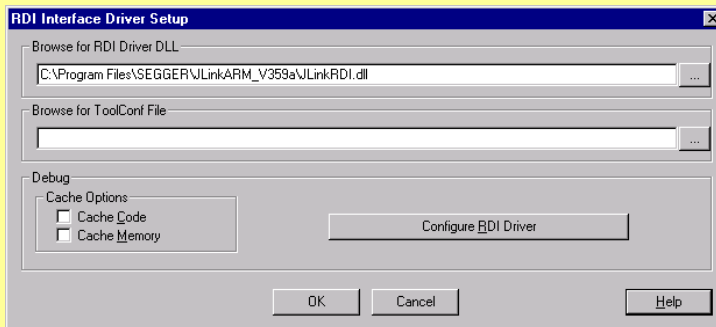 RDI Interface Driver Setup
Browse for RDI Driver DLL
C:\Program Files\SEGGER\JLinkARM_V359a\JLinkRDI.dll
...
Browse for ToolConf File
...
Debug
Cache Options
Cache Code
Cache Memory
Configure RDI Driver
OK
Cancel
Help